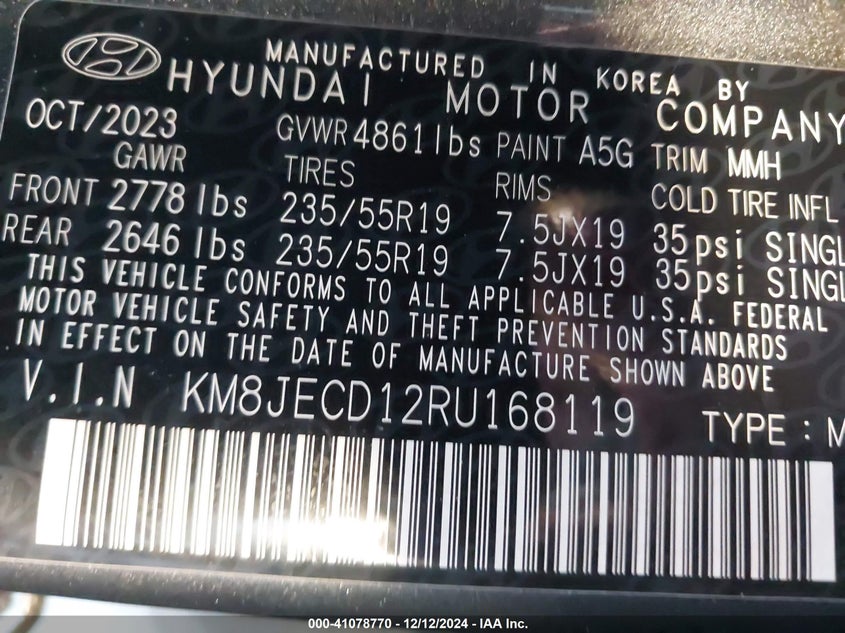 MANUFACTURED IN KOREA BY
HYUNDAI MOTOR COMPANY
OCT/2023 GVWR 4861 lbs PAINT A5G TRIM MMH
GAWR TIRES RIMS COLD TIRE INFL
FRONT 2778 lbs 235/55R19 7.5JX19 35psi SINGL
REAR 2646 lbs 235/55R19 7.5JX19 35psi SINGL
THIS VEHICLE CONFORMS TO ALL APPLICABLE U.S.A. FEDERAL
MOTOR VEHICLE SAFETY AND THEFT PREVENTION STANDARDS
IN EFFECT ON THE DATE OF MANUFACTURE SHOWN ABOVE
V.I.N KM8JECD12RU168119 TYPE : M
000-41078770 - 12/12/2024 - IAA Inc.